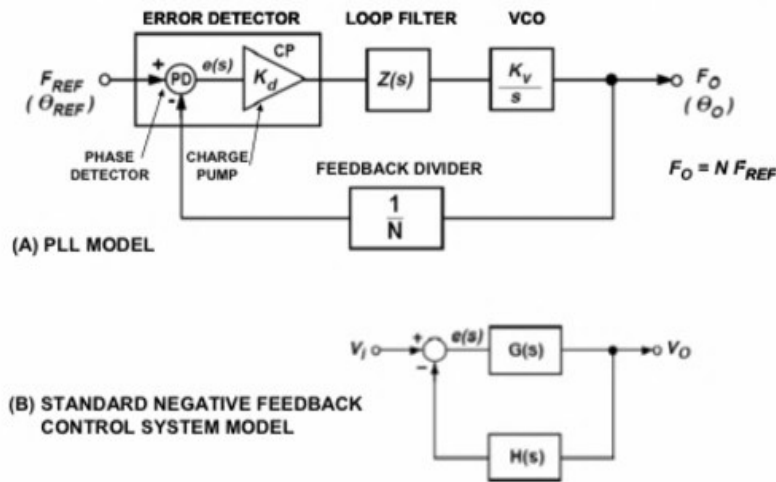 ERROR DETECTOR
LOOP FILTER
VCO
CP
F_REF
(Θ_REF)
+
PD
-
e(s)
K_d
Z(s)
K_v
s
F_O
(Θ_O)
PHASE
DETECTOR
CHARGE
PUMP
FEEDBACK DIVIDER
1
N
F_O = N F_REF
(A) PLL MODEL
V_i
+
−
e(s)
G(s)
V_O
H(s)
(B) STANDARD NEGATIVE FEEDBACK
CONTROL SYSTEM MODEL